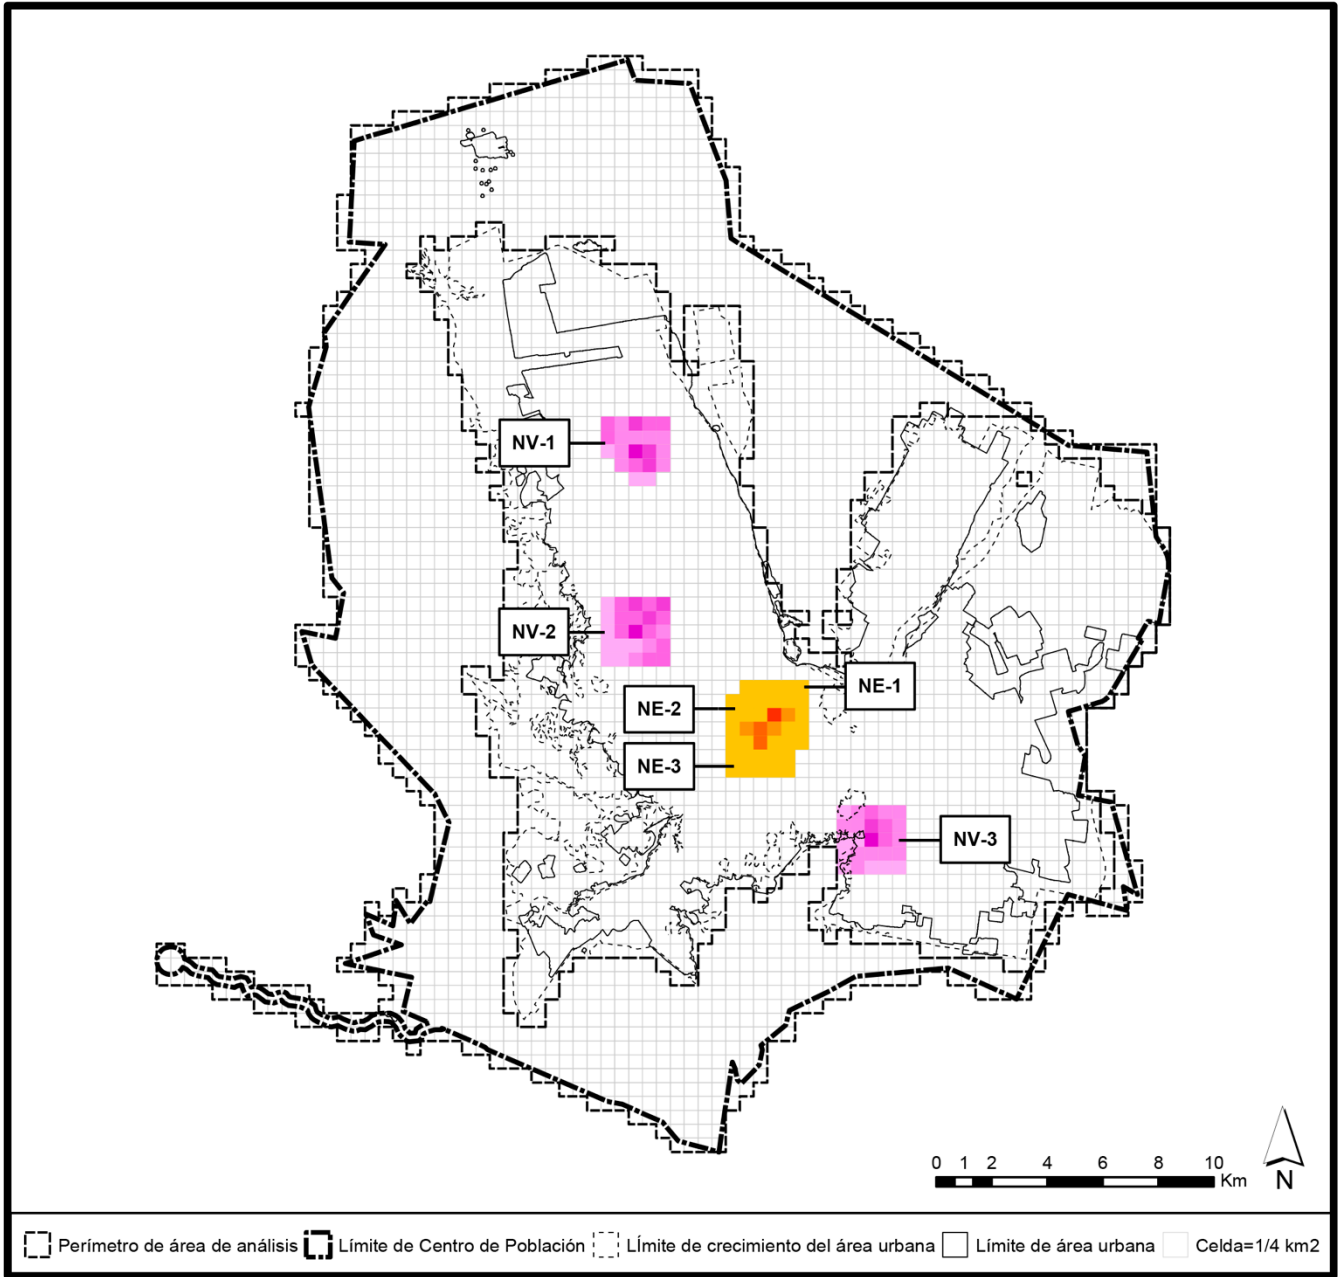 NV-1
NV-2
NE-1
NE-2
NE-3
NV-3
0 1 2 4 6 8 10
Km
N
Perímetro de área de análisis Límite de Centro de Población Límite de crecimiento del área urbana Límite de área urbana Celda=1/4 km2